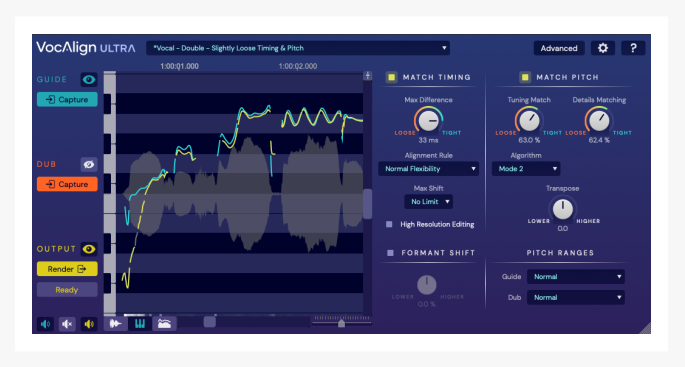 VocAlign ULTRA
*Vocal - Double - Slightly Loose Timing & Pitch
Advanced
?
1:00:01.000
1:00:02.000
GUIDE
Capture
DUB
Capture
OUTPUT
Render
Ready
MATCH TIMING
Max Difference
LOOSE TIGHT
33 ms
Alignment Rule
Normal Flexibility
Max Shift
No Limit
High Resolution Editing
MATCH PITCH
Tuning Match Details Matching
LOOSE TIGHT LOOSE TIGHT
63.0 % 62.4 %
Algorithm
Mode 2
Transpose
LOWER HIGHER
0.0
FORMANT SHIFT
LOWER HIGHER
0.0 %
PITCH RANGES
Guide Normal
Dub Normal